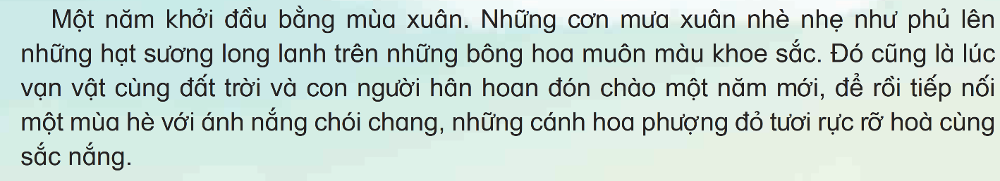 Một năm khởi đầu bằng mùa xuân. Những cơn mưa xuân nhè nhẹ như phủ lên
những hạt sương long lanh trên những bông hoa muôn màu khoe sắc. Đó cũng là lúc
vạn vật cùng đất trời và con người hân hoan đón chào một năm mới, để rồi tiếp nối
một mùa hè với ánh nắng chói chang, những cánh hoa phượng đỏ tươi rực rỡ hoà cùng
sắc nắng.